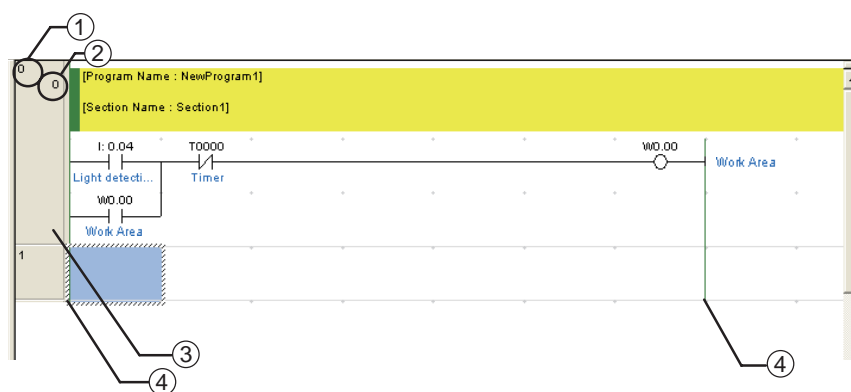 ①
②
0
0
[Program Name : NewProgram1]
[Section Name : Section1]
I: 0.04 T0000 W0.00
Work Area
Light detecti... Timer
W0.00
Work Area
1
③
④ ④